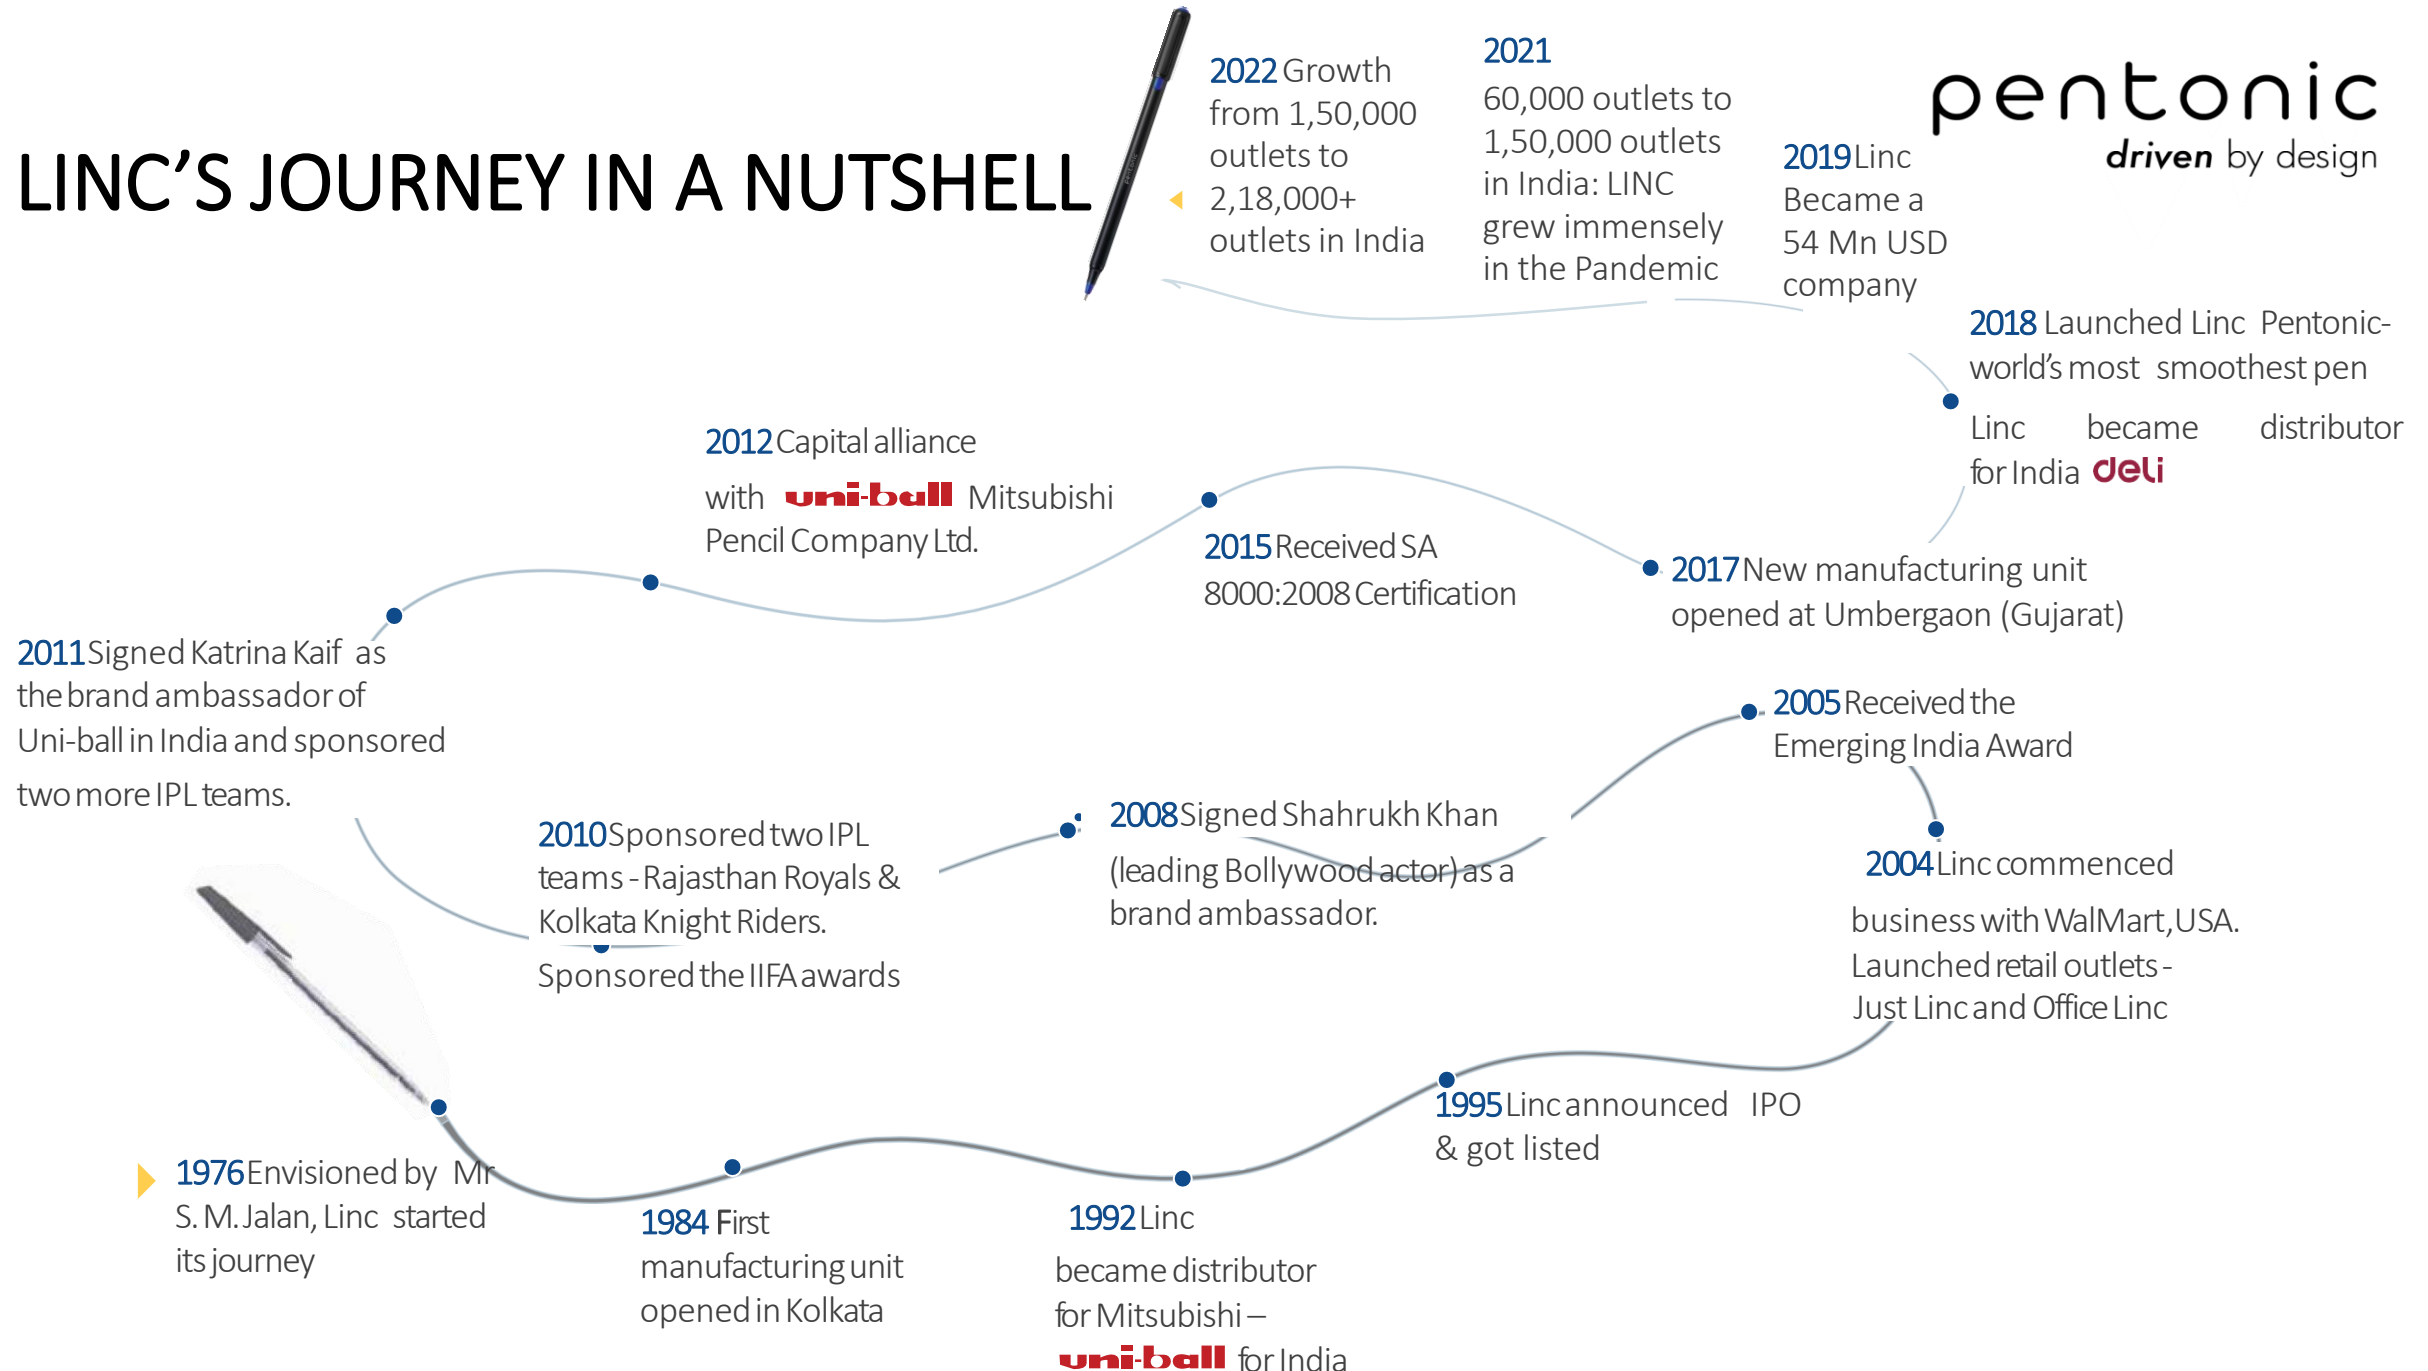 LINC’S JOURNEY IN A NUTSHELL
2022 Growth
from 1,50,000
outlets to
2,18,000+
outlets in India
2021
60,000 outlets to
1,50,000 outlets
in India: LINC
grew immensely
in the Pandemic
2019 Linc
Became a
54 Mn USD
company
pentonic
driven by design
2018 Launched Linc Pentonic-
world’s most smoothest pen
Linc became distributor
for India deli
2012 Capital alliance
with uni-ball Mitsubishi
Pencil Company Ltd.
2015 Received SA
8000:2008 Certification
2017 New manufacturing unit
opened at Umbergaon (Gujarat)
2011 Signed Katrina Kaif as
the brand ambassador of
Uni-ball in India and sponsored
two more IPL teams.
2010 Sponsored two IPL
teams - Rajasthan Royals &
Kolkata Knight Riders.
Sponsored the IIFA awards
2008 Signed Shahrukh Khan
(leading Bollywood actor) as a
brand ambassador.
2005 Received the
Emerging India Award
2004 Linc commenced
business with WalMart, USA.
Launched retail outlets -
Just Linc and Office Linc
1976 Envisioned by Mr
S. M. Jalan, Linc started
its journey
1984 First
manufacturing unit
opened in Kolkata
1992 Linc
became distributor
for Mitsubishi –
uni-ball for India
1995 Linc announced IPO
& got listed